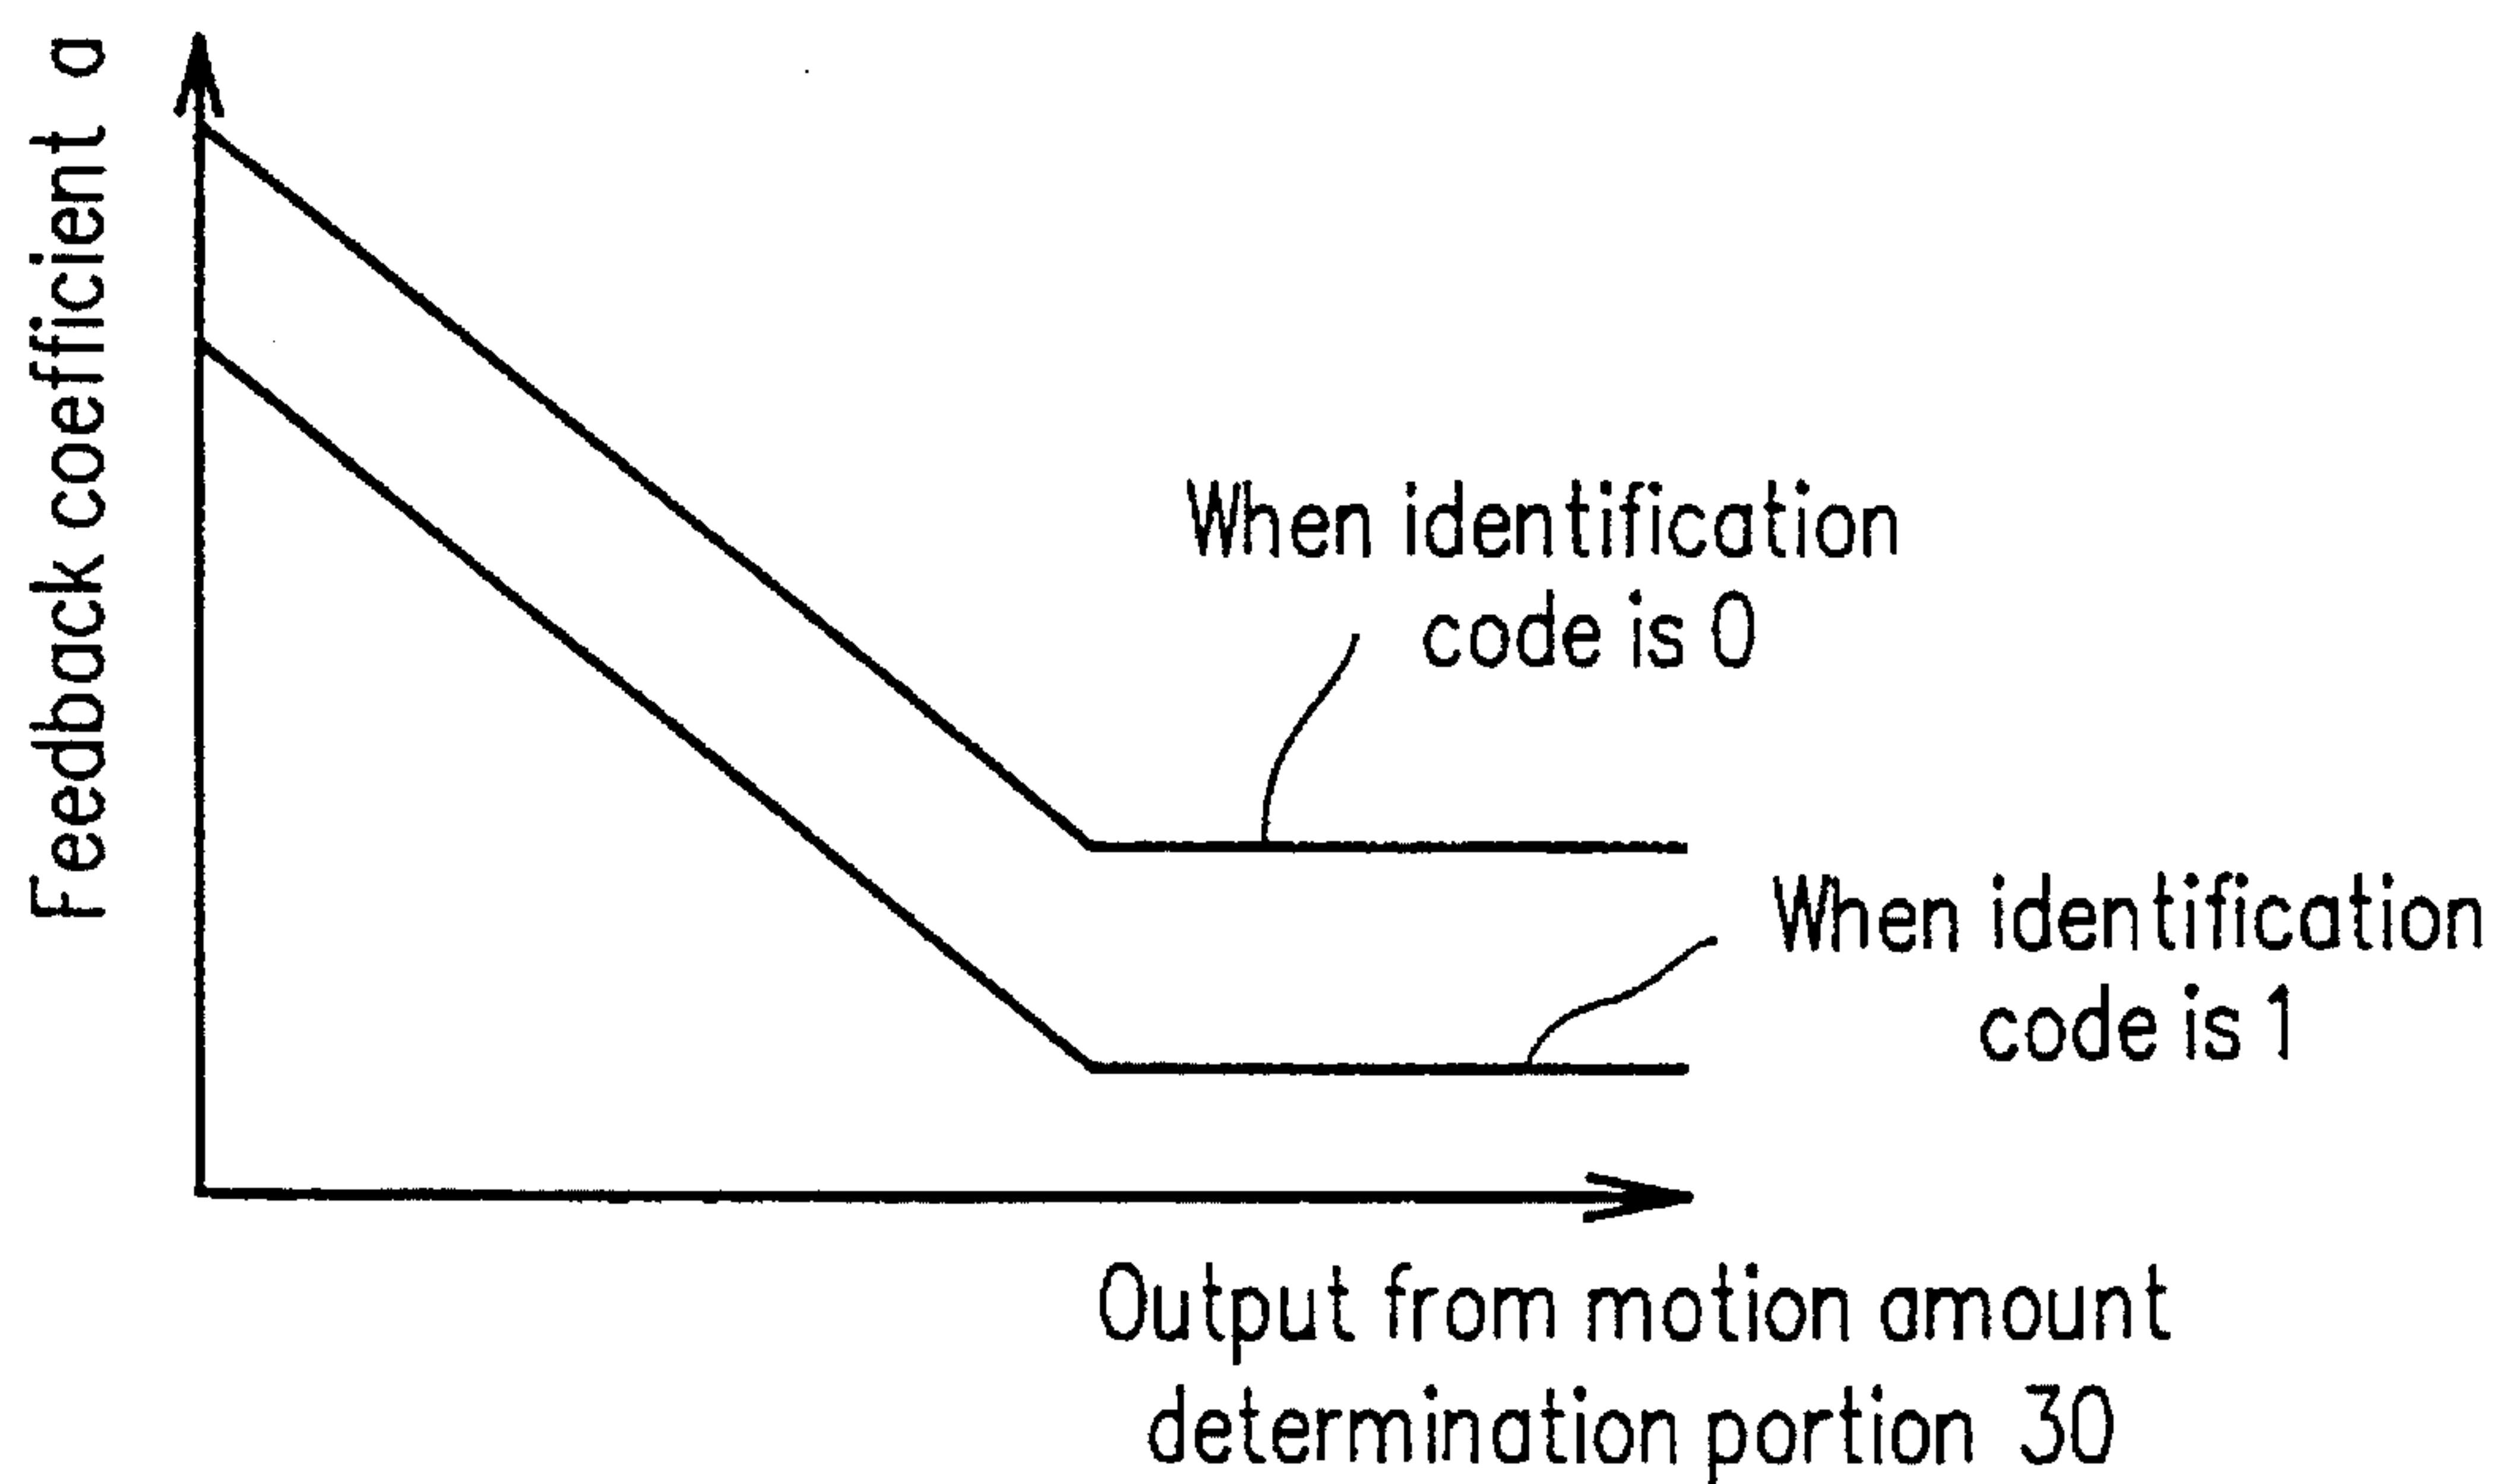 Feedback coefficient a
When identification
code is 0
When identification
code is 1
Output from motion amount
determination portion 30